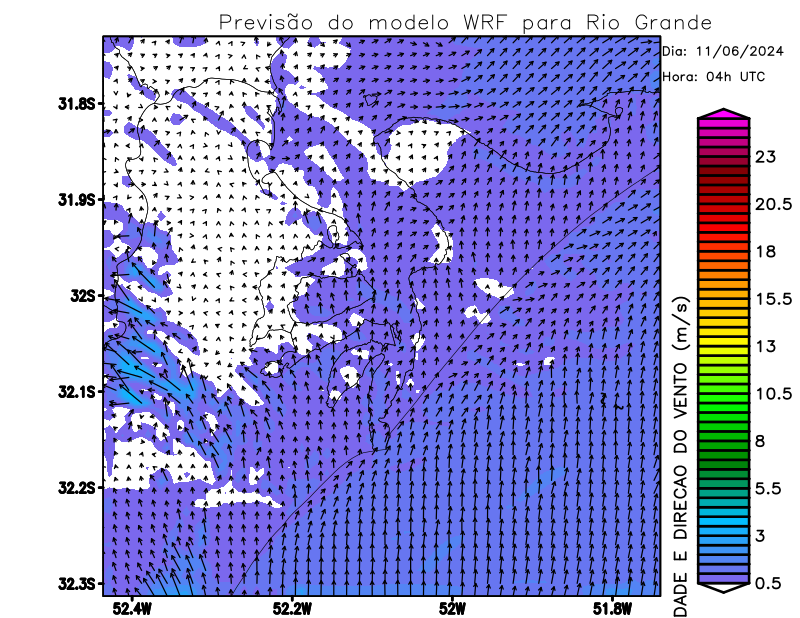 Previsão do modelo WRF para Rio Grande
Dia: 11/06/2024
Hora: 04h UTC
31.8S
31.9S
32S
32.1S
32.2S
32.3S
52.4W
52.2W
52W
51.8W
DADE E DIRECAO DO VENTO (m/s)
23
20.5
18
15.5
13
10.5
8
5.5
3
0.5